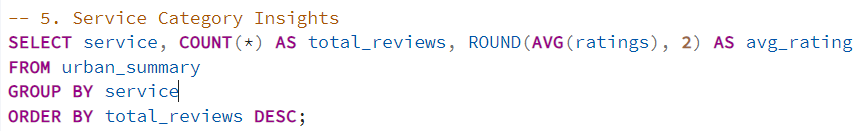 -- 5. Service Category Insights
SELECT service, COUNT(*) AS total_reviews, ROUND(AVG(ratings), 2) AS avg_rating
FROM urban_summary
GROUP BY service
ORDER BY total_reviews DESC;